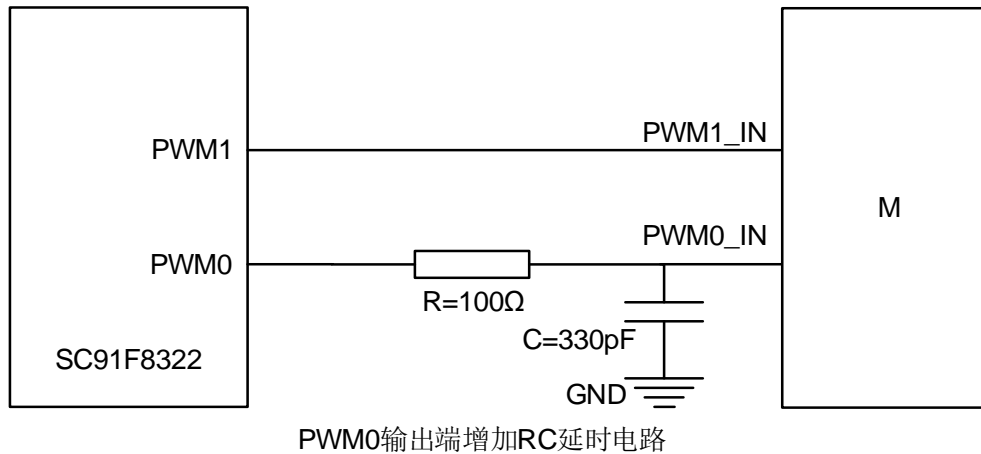 PWM1
PWM1_IN
M
PWM0
PWM0_IN
R=100Ω
C=330pF
SC91F8322
GND
PWM0输出端增加RC延时电路